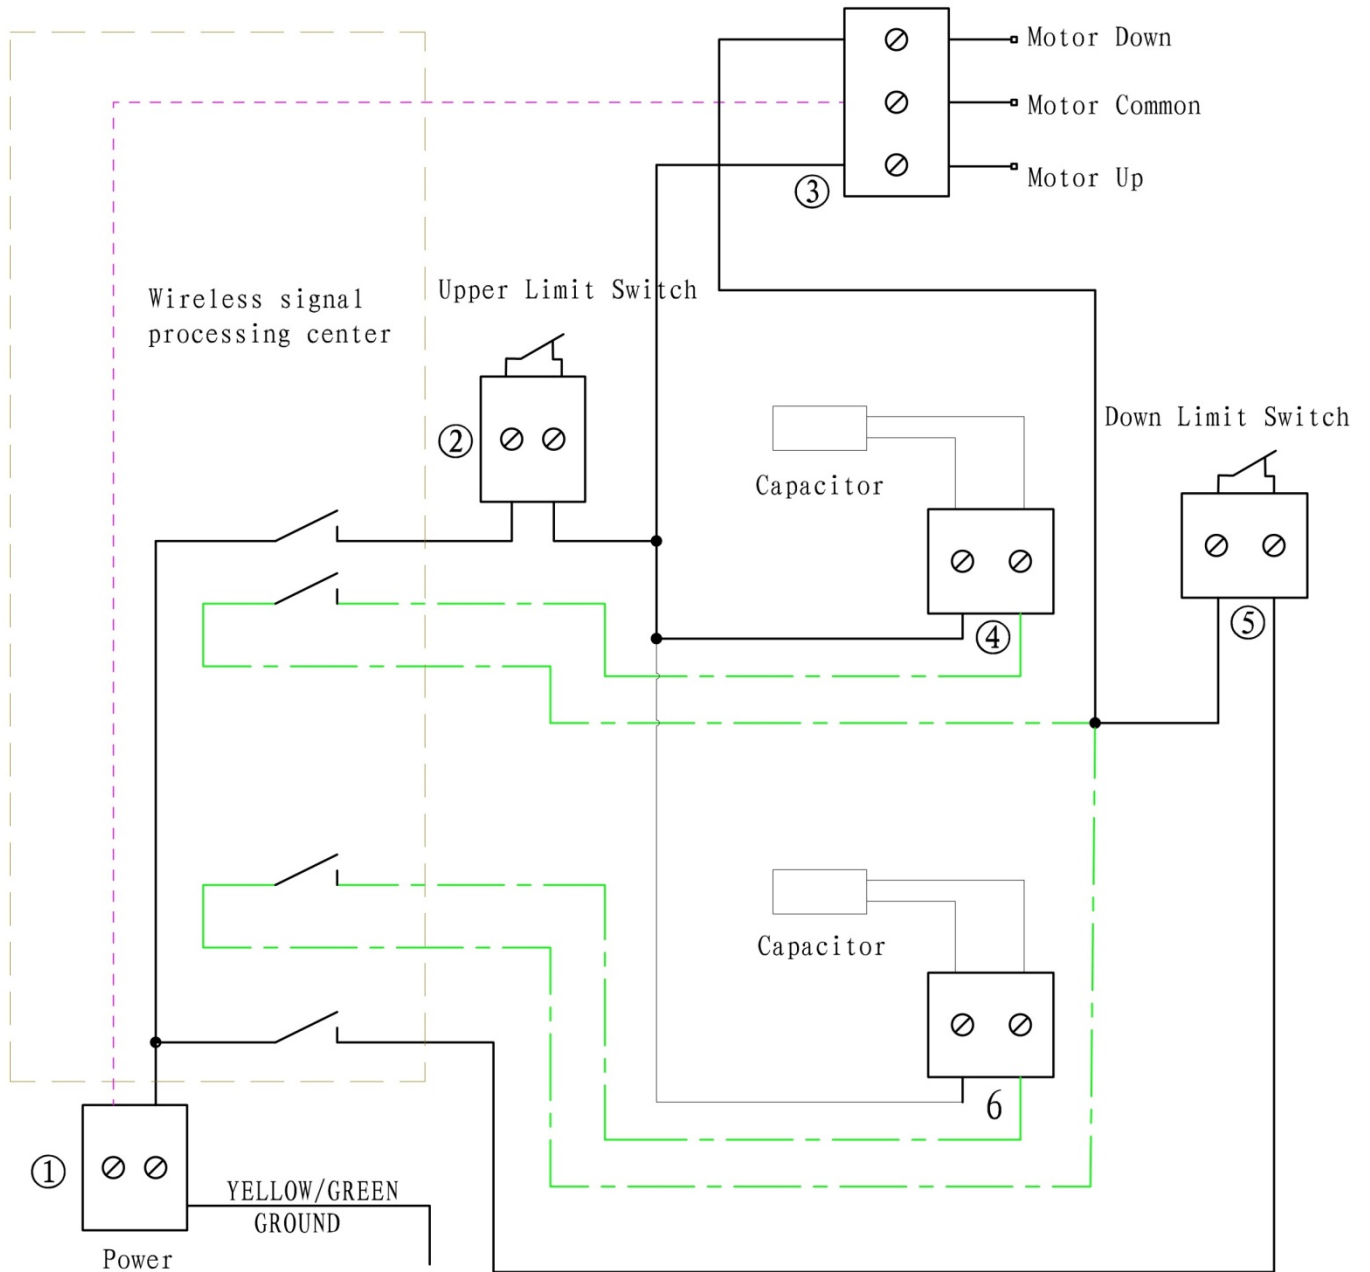 Motor Down
Motor Common
Motor Up
③
Wireless signal
processing center
Upper Limit Switch
②
Capacitor
Down Limit Switch
④
⑤
Capacitor
6
①
YELLOW/GREEN
GROUND
Power